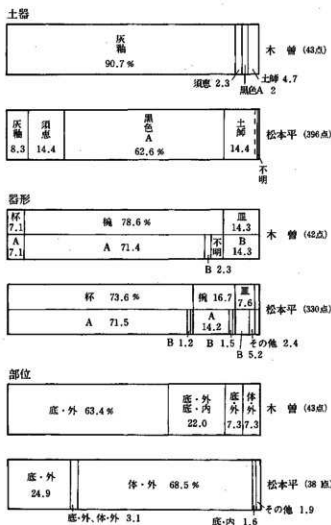 土器
灰釉
90.7 %
須恵 2.3
黒色A 2
土師 4.7
木 曽 (43点)
灰釉
8.3
須恵
14.4
黒色A
62.6 %
土師
14.4
不明
松本平 (396点)
器形
杯
7.1
椀 78.6 %
皿
14.3
A
7.1
A 71.4
不明
B
14.3
B 2.3
木 曽 (42点)
杯 73.6 %
椀 16.7
皿
7.6
A 71.5
A
14.2
B 1.2
B 1.5
B
5.2
その他 2.4
松本平 (330点)
部位
底・外 63.4%
底・外
底・内
22.0
底・外
7.3
体・外
7.3
木 曽 (43点)
底・外
24.9
体・外 68.5%
底・外、体・外 3.1
底・内 1.6
その他 1.9
松本平